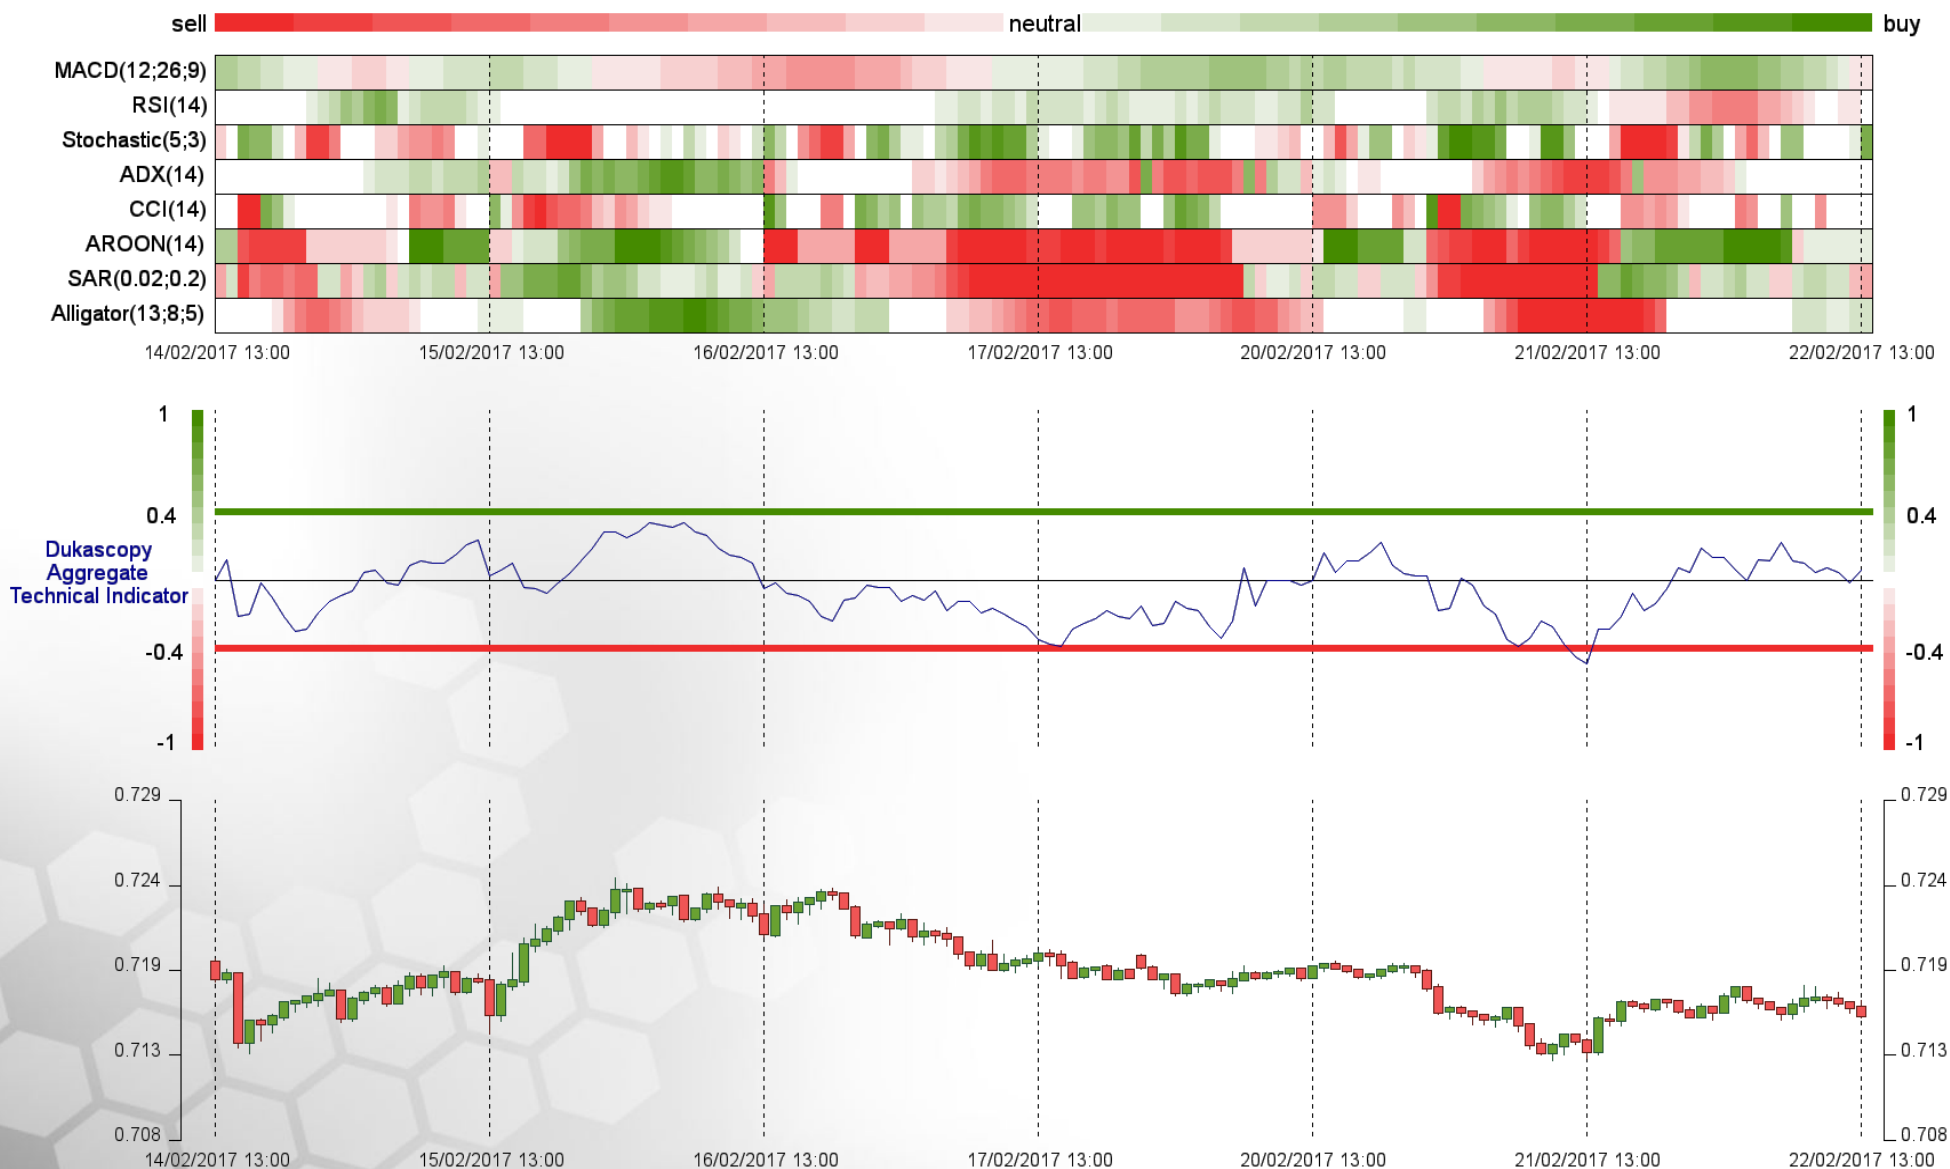 sell neutral buy
MACD(12;26;9)
RSI(14)
Stochastic(5;3)
ADX(14)
CCI(14)
AROON(14)
SAR(0.02;0.2)
Alligator(13;8;5)
14/02/2017 13:00 15/02/2017 13:00 16/02/2017 13:00 17/02/2017 13:00 20/02/2017 13:00 21/02/2017 13:00 22/02/2017 13:00
1 1
0.4 0.4
Dukascopy
Aggregate
Technical Indicator
-0.4 -0.4
-1 -1
0.729 0.729
0.724 0.724
0.719 0.719
0.713 0.713
0.708 0.708
14/02/2017 13:00 15/02/2017 13:00 16/02/2017 13:00 17/02/2017 13:00 20/02/2017 13:00 21/02/2017 13:00 22/02/2017 13:00